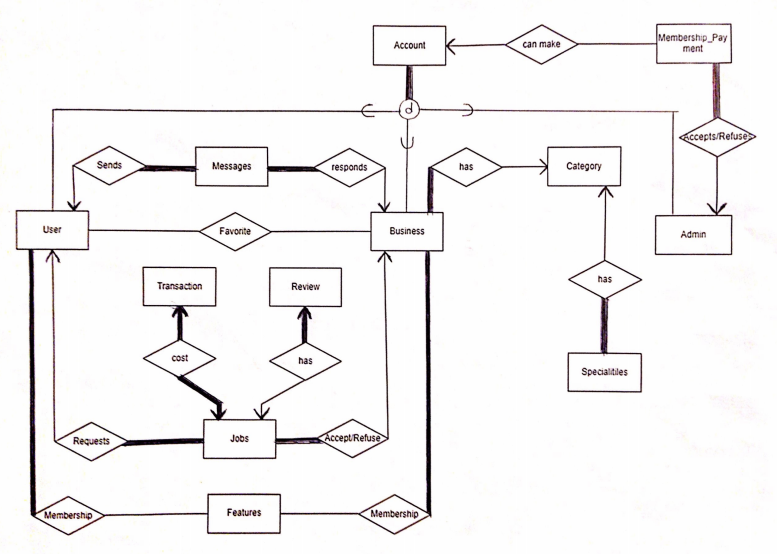 Account
can make
Membership_Pay
ment
d
Accepts/Refuses
Sends
Messages
responds
has
Category
User
Favorite
Business
Admin
Transaction
Review
has
cost
has
Specialitiles
Requests
Jobs
Accept/Refuse
Membership
Features
Membership